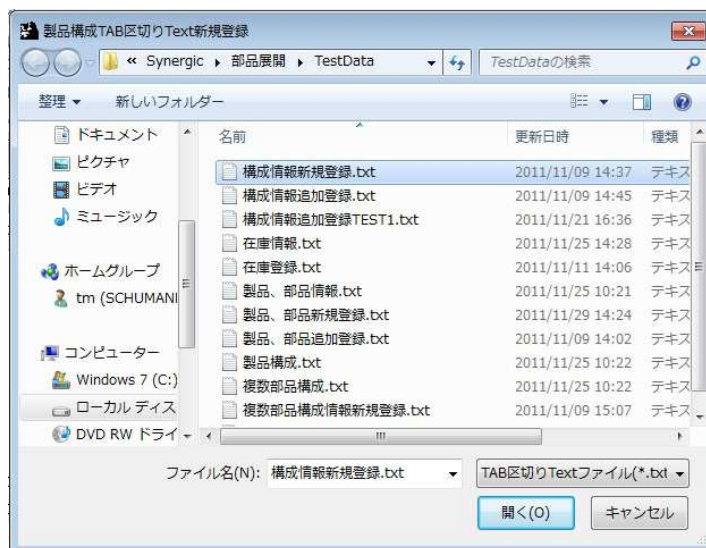 製品構成TAB区切りText新規登録
« Synergic ▸ 部品展開 ▸ TestData TestDataの検索
整理 ▼ 新しいフォルダー
ドキュメント
ピクチャ
ビデオ
ミュージック
ホームグループ
tm (SCHUMANI
コンピューター
Windows 7 (C:)
ローカル ディス
DVD RW ドライ
名前 更新日時 種類
構成情報新規登録.txt 2011/11/09 14:37 テキス
構成情報追加登録.txt 2011/11/09 14:45 テキス
構成情報追加登録TEST1.txt 2011/11/21 16:36 テキス
在庫情報.txt 2011/11/25 14:28 テキス
在庫登録.txt 2011/11/11 14:06 テキス
製品、部品情報.txt 2011/11/25 10:21 テキス
製品、部品新規登録.txt 2011/11/29 14:24 テキス
製品、部品追加登録.txt 2011/11/09 14:02 テキス
製品構成.txt 2011/11/25 10:22 テキス
複数部品構成.txt 2011/11/25 10:22 テキス
複数部品構成情報新規登録.txt 2011/11/09 15:07 テキス
ファイル名(N): 構成情報新規登録.txt TAB区切りTextファイル(*.txt
開く(O) キャンセル